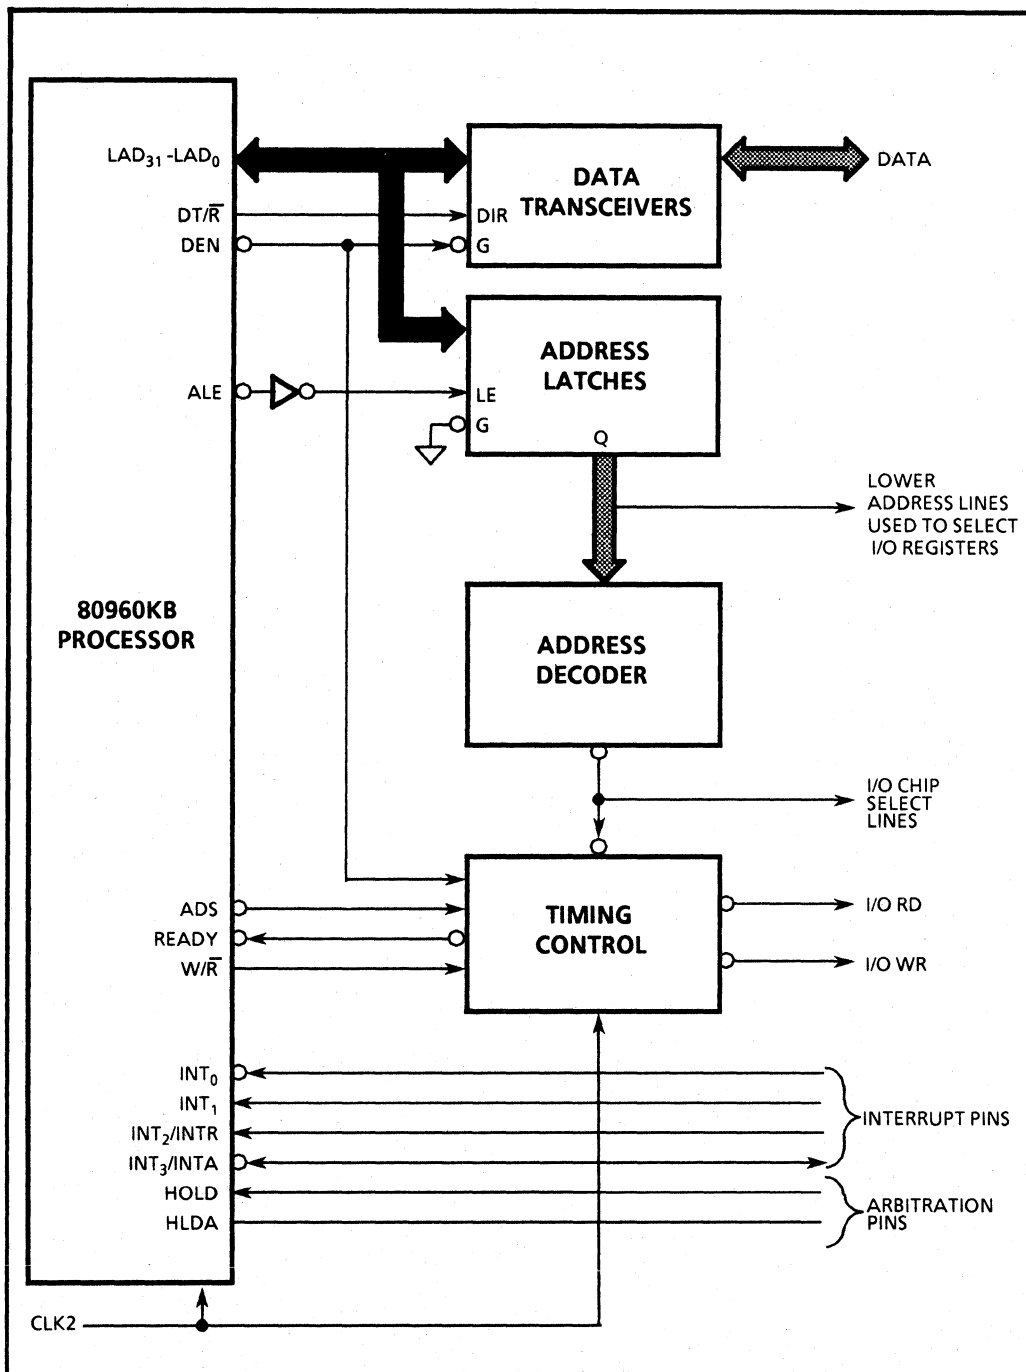 LAD31-LAD0
DT/R̅
DEN
ALE
80960KB
PROCESSOR
ADS
READY
W/R̅
INT0
INT1
INT2/INTR
INT3/INTA
HOLD
HLDA
CLK2
DATA
TRANSCEIVERS
DIR
G
DATA
ADDRESS
LATCHES
LE
G
Q
LOWER
ADDRESS LINES
USED TO SELECT
I/O REGISTERS
ADDRESS
DECODER
I/O CHIP
SELECT
LINES
TIMING
CONTROL
I/O RD
I/O WR
INTERRUPT PINS
ARBITRATION
PINS